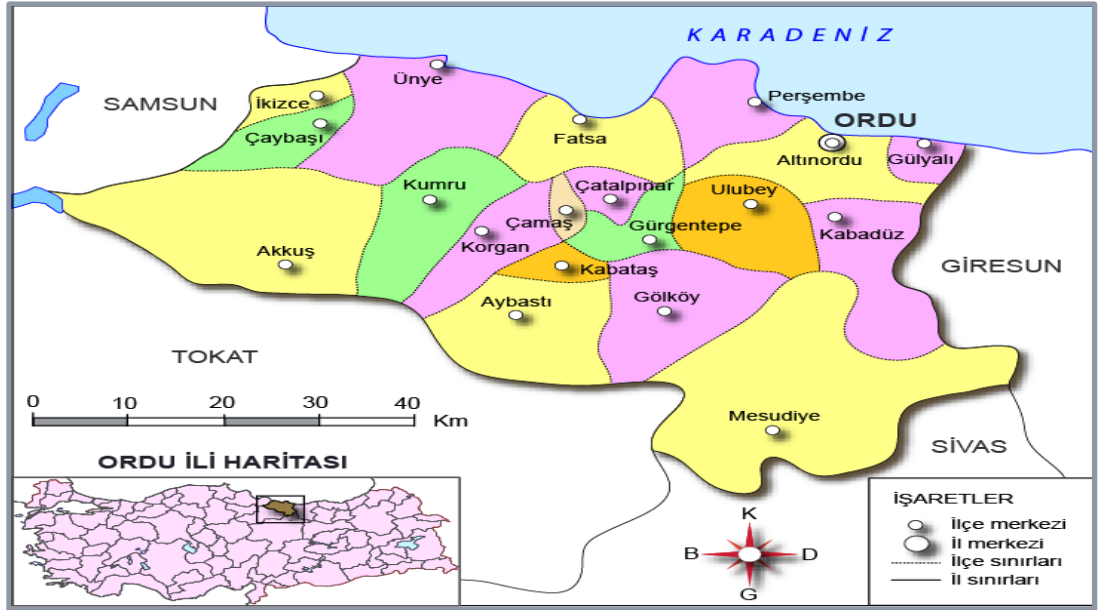 KARADENİZ
Ünye
SAMSUN
İkizce
Perşembe
ORDU
Çaybaşı
Fatsa
Altınordu
Gülyalı
Kumru
Çatalpınar
Ulubey
Çamaş
Gürgentepe
Kabadüz
Korgan
Akkuş
Kabataş
GİRESUN
Aybastı
Gölköy
TOKAT
0 10 20 30 40 Km
Mesudiye
SİVAS
ORDU İLİ HARİTASI
K
B D
G
İŞARETLER
İlçe merkezi
İl merkezi
İlçe sınırları
İl sınırları